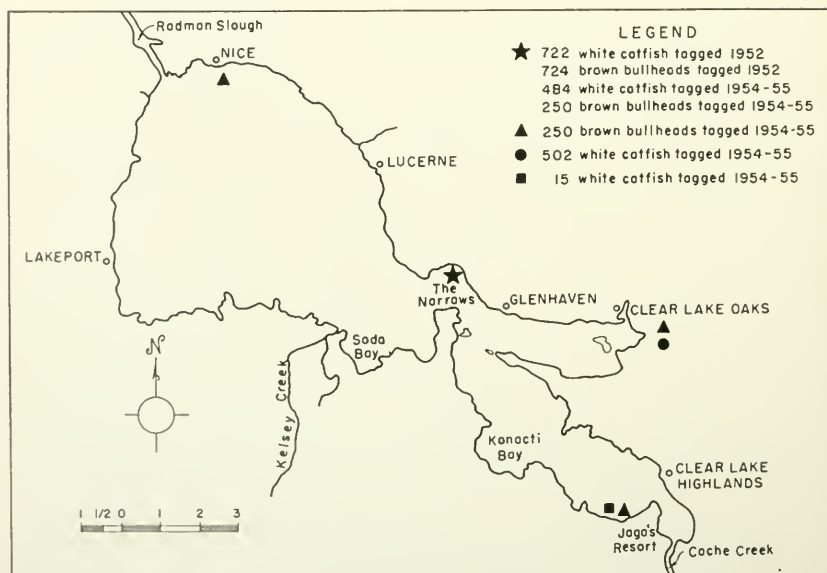 Rodman Slough
NICE
LUCERNE
LAKEPORT
The
Narrows
GLENHAVEN
CLEAR LAKE OAKS
Soda
Bay
N
Kelsey Creek
Konocti
Bay
CLEAR LAKE
HIGHLANDS
Jago's
Resort
Cache Creek
1 1/2 0 1 2 3
LEGEND
722 white catfish tagged 1952
724 brown bullheads tagged 1952
484 white catfish tagged 1954-55
250 brown bullheads tagged 1954-55
250 brown bullheads tagged 1954-55
502 white catfish tagged 1954-55
15 white catfish tagged 1954-55